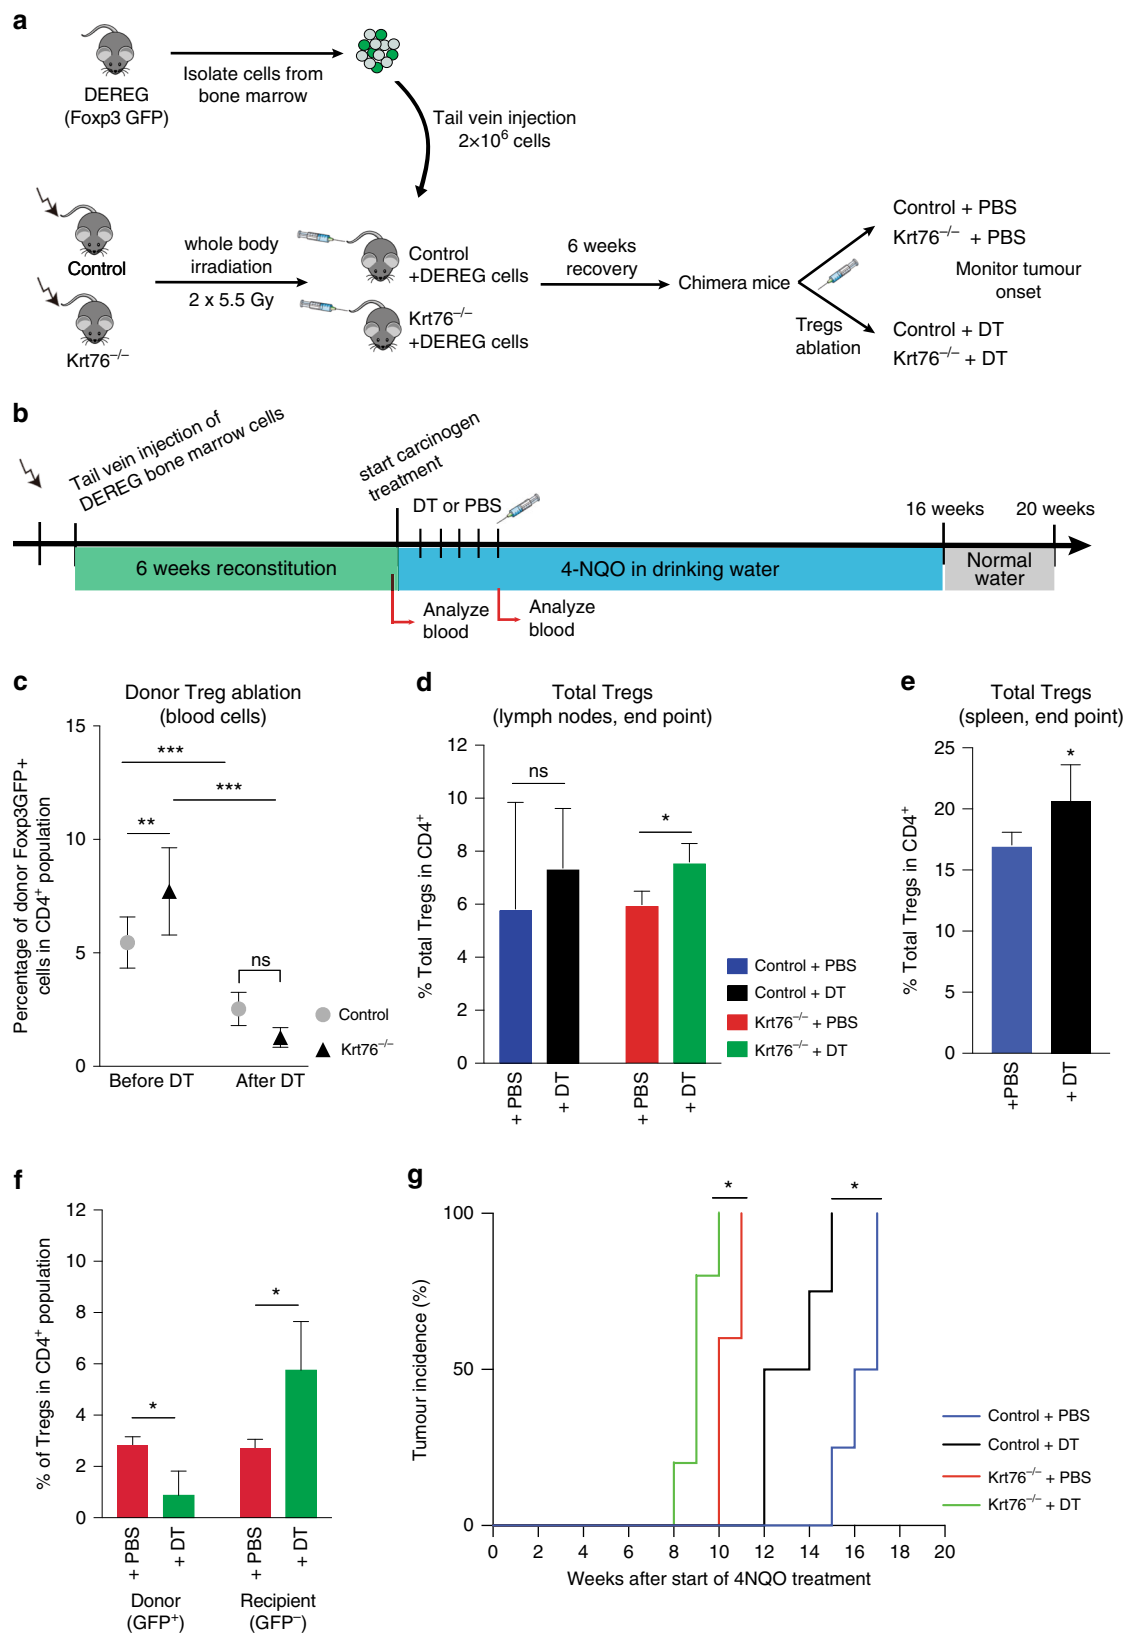 a
DEREG
(Foxp3 GFP)
Isolate cells from
bone marrow
Tail vein injection
2×10⁶ cells
Control
Krt76⁻/⁻
whole body
irradiation
2 x 5.5 Gy
Control
+DEREG cells
Krt76⁻/⁻
+DEREG cells
6 weeks
recovery
Chimera mice
Tregs
ablation
Control + PBS
Krt76⁻/⁻ + PBS
Monitor tumour
onset
Control + DT
Krt76⁻/⁻ + DT
b
Tail vein injection of
DEREG bone marrow cells
start carcinogen
treatment
DT or PBS
16 weeks
20 weeks
6 weeks reconstitution
4-NQO in drinking water
Normal
water
Analyze
blood
Analyze
blood
c
Donor Treg ablation
(blood cells)
Percentage of donor Foxp3GFP+
cells in CD4⁺ population
15
10
5
0
***
***
**
ns
Control
Krt76⁻/⁻
Before DT
After DT
d
Total Tregs
(lymph nodes, end point)
% Total Tregs in CD4⁺
12
10
8
6
4
2
0
ns
*
+ PBS
+ DT
+ PBS
+ DT
Control + PBS
Control + DT
Krt76⁻/⁻ + PBS
Krt76⁻/⁻ + DT
e
Total Tregs
(spleen, end point)
% Total Tregs in CD4⁺
25
20
15
10
5
0
*
+PBS
+ DT
f
% of Tregs in CD4⁺ population
12
10
8
6
4
2
0
*
*
+ PBS
+ DT
+ PBS
+ DT
Donor
(GFP⁺)
Recipient
(GFP⁻)
g
Tumour incidence (%)
100
50
0
*
*
0 2 4 6 8 10 12 14 16 18 20
Weeks after start of 4NQO treatment
Control + PBS
Control + DT
Krt76⁻/⁻ + PBS
Krt76⁻/⁻ + DT